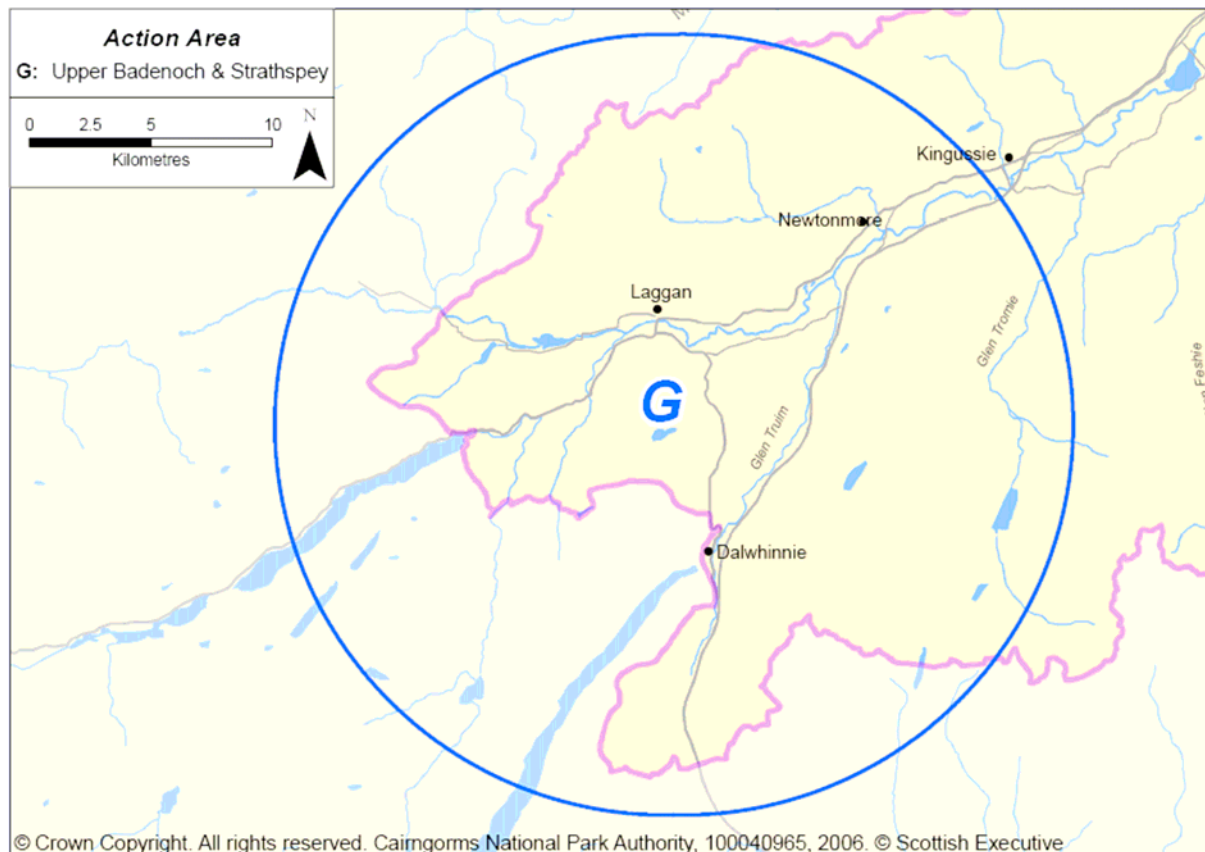 Action Area
G: Upper Badenoch & Strathspey
0 2.5 5 10
Kilometres
N
Kingussie
Newtonmore
Laggan
Glen Tromie
G
Glen Truim
Dalwhinnie
© Crown Copyright. All rights reserved. Cairngorms National Park Authority, 100040965, 2006. © Scottish Executive